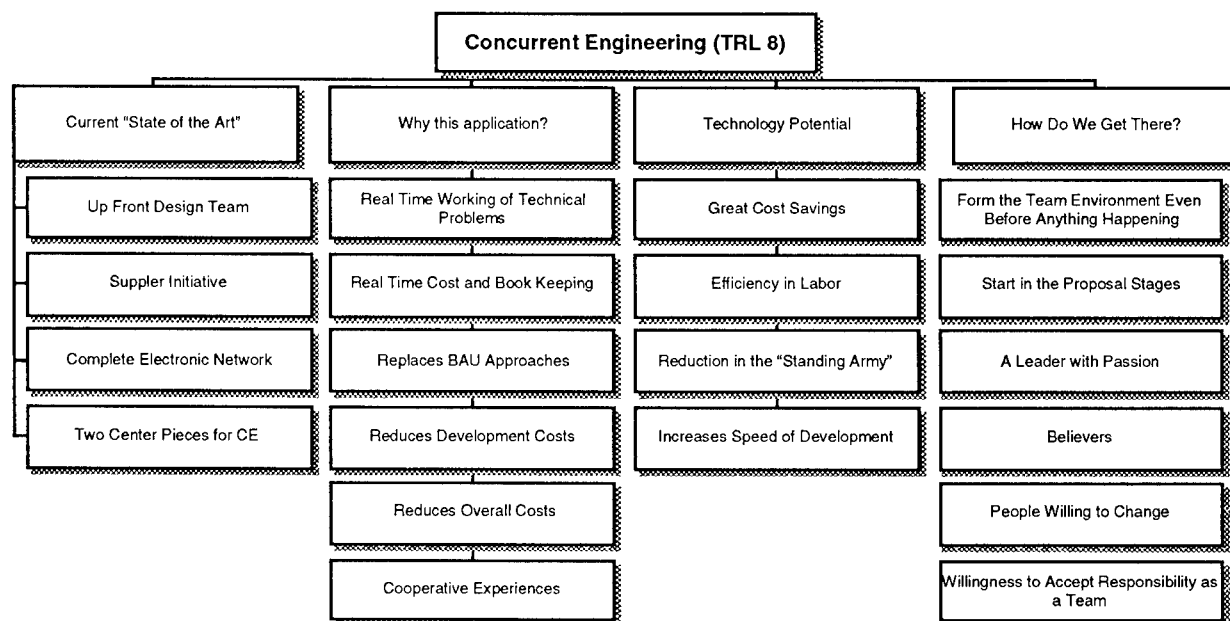 Concurrent Engineering (TRL 8)
Current "State of the Art"
Up Front Design Team
Suppler Initiative
Complete Electronic Network
Two Center Pieces for CE
Why this application?
Real Time Working of Technical
Problems
Real Time Cost and Book Keeping
Replaces BAU Approaches
Reduces Development Costs
Reduces Overall Costs
Cooperative Experiences
Technology Potential
Great Cost Savings
Efficiency in Labor
Reduction in the "Standing Army"
Increases Speed of Development
How Do We Get There?
Form the Team Environment Even
Before Anything Happening
Start in the Proposal Stages
A Leader with Passion
Believers
People Willing to Change
Willingness to Accept Responsibility as
a Team